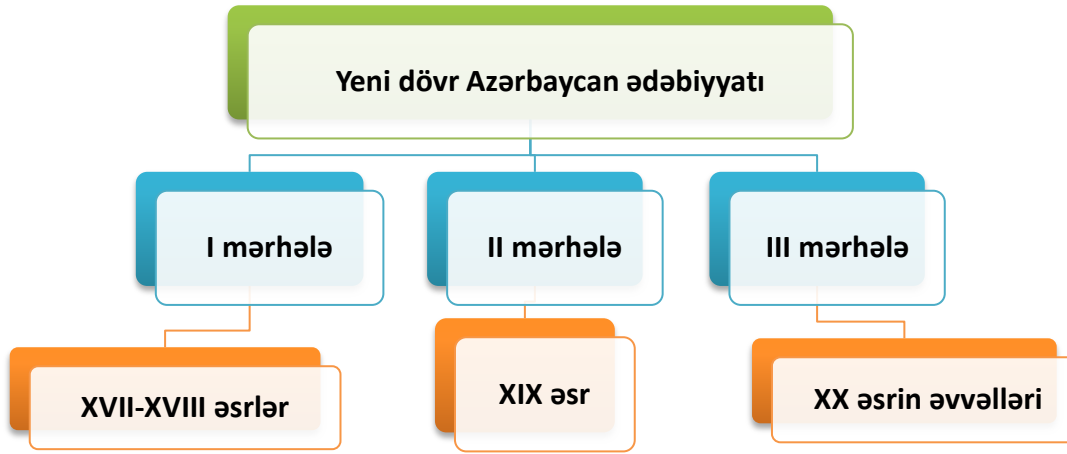 Yeni dövr Azərbaycan ədəbiyyatı
I mərhələ
II mərhələ
III mərhələ
XVII-XVIII əsrlər
XIX əsr
XX əsrin əvvəlləri